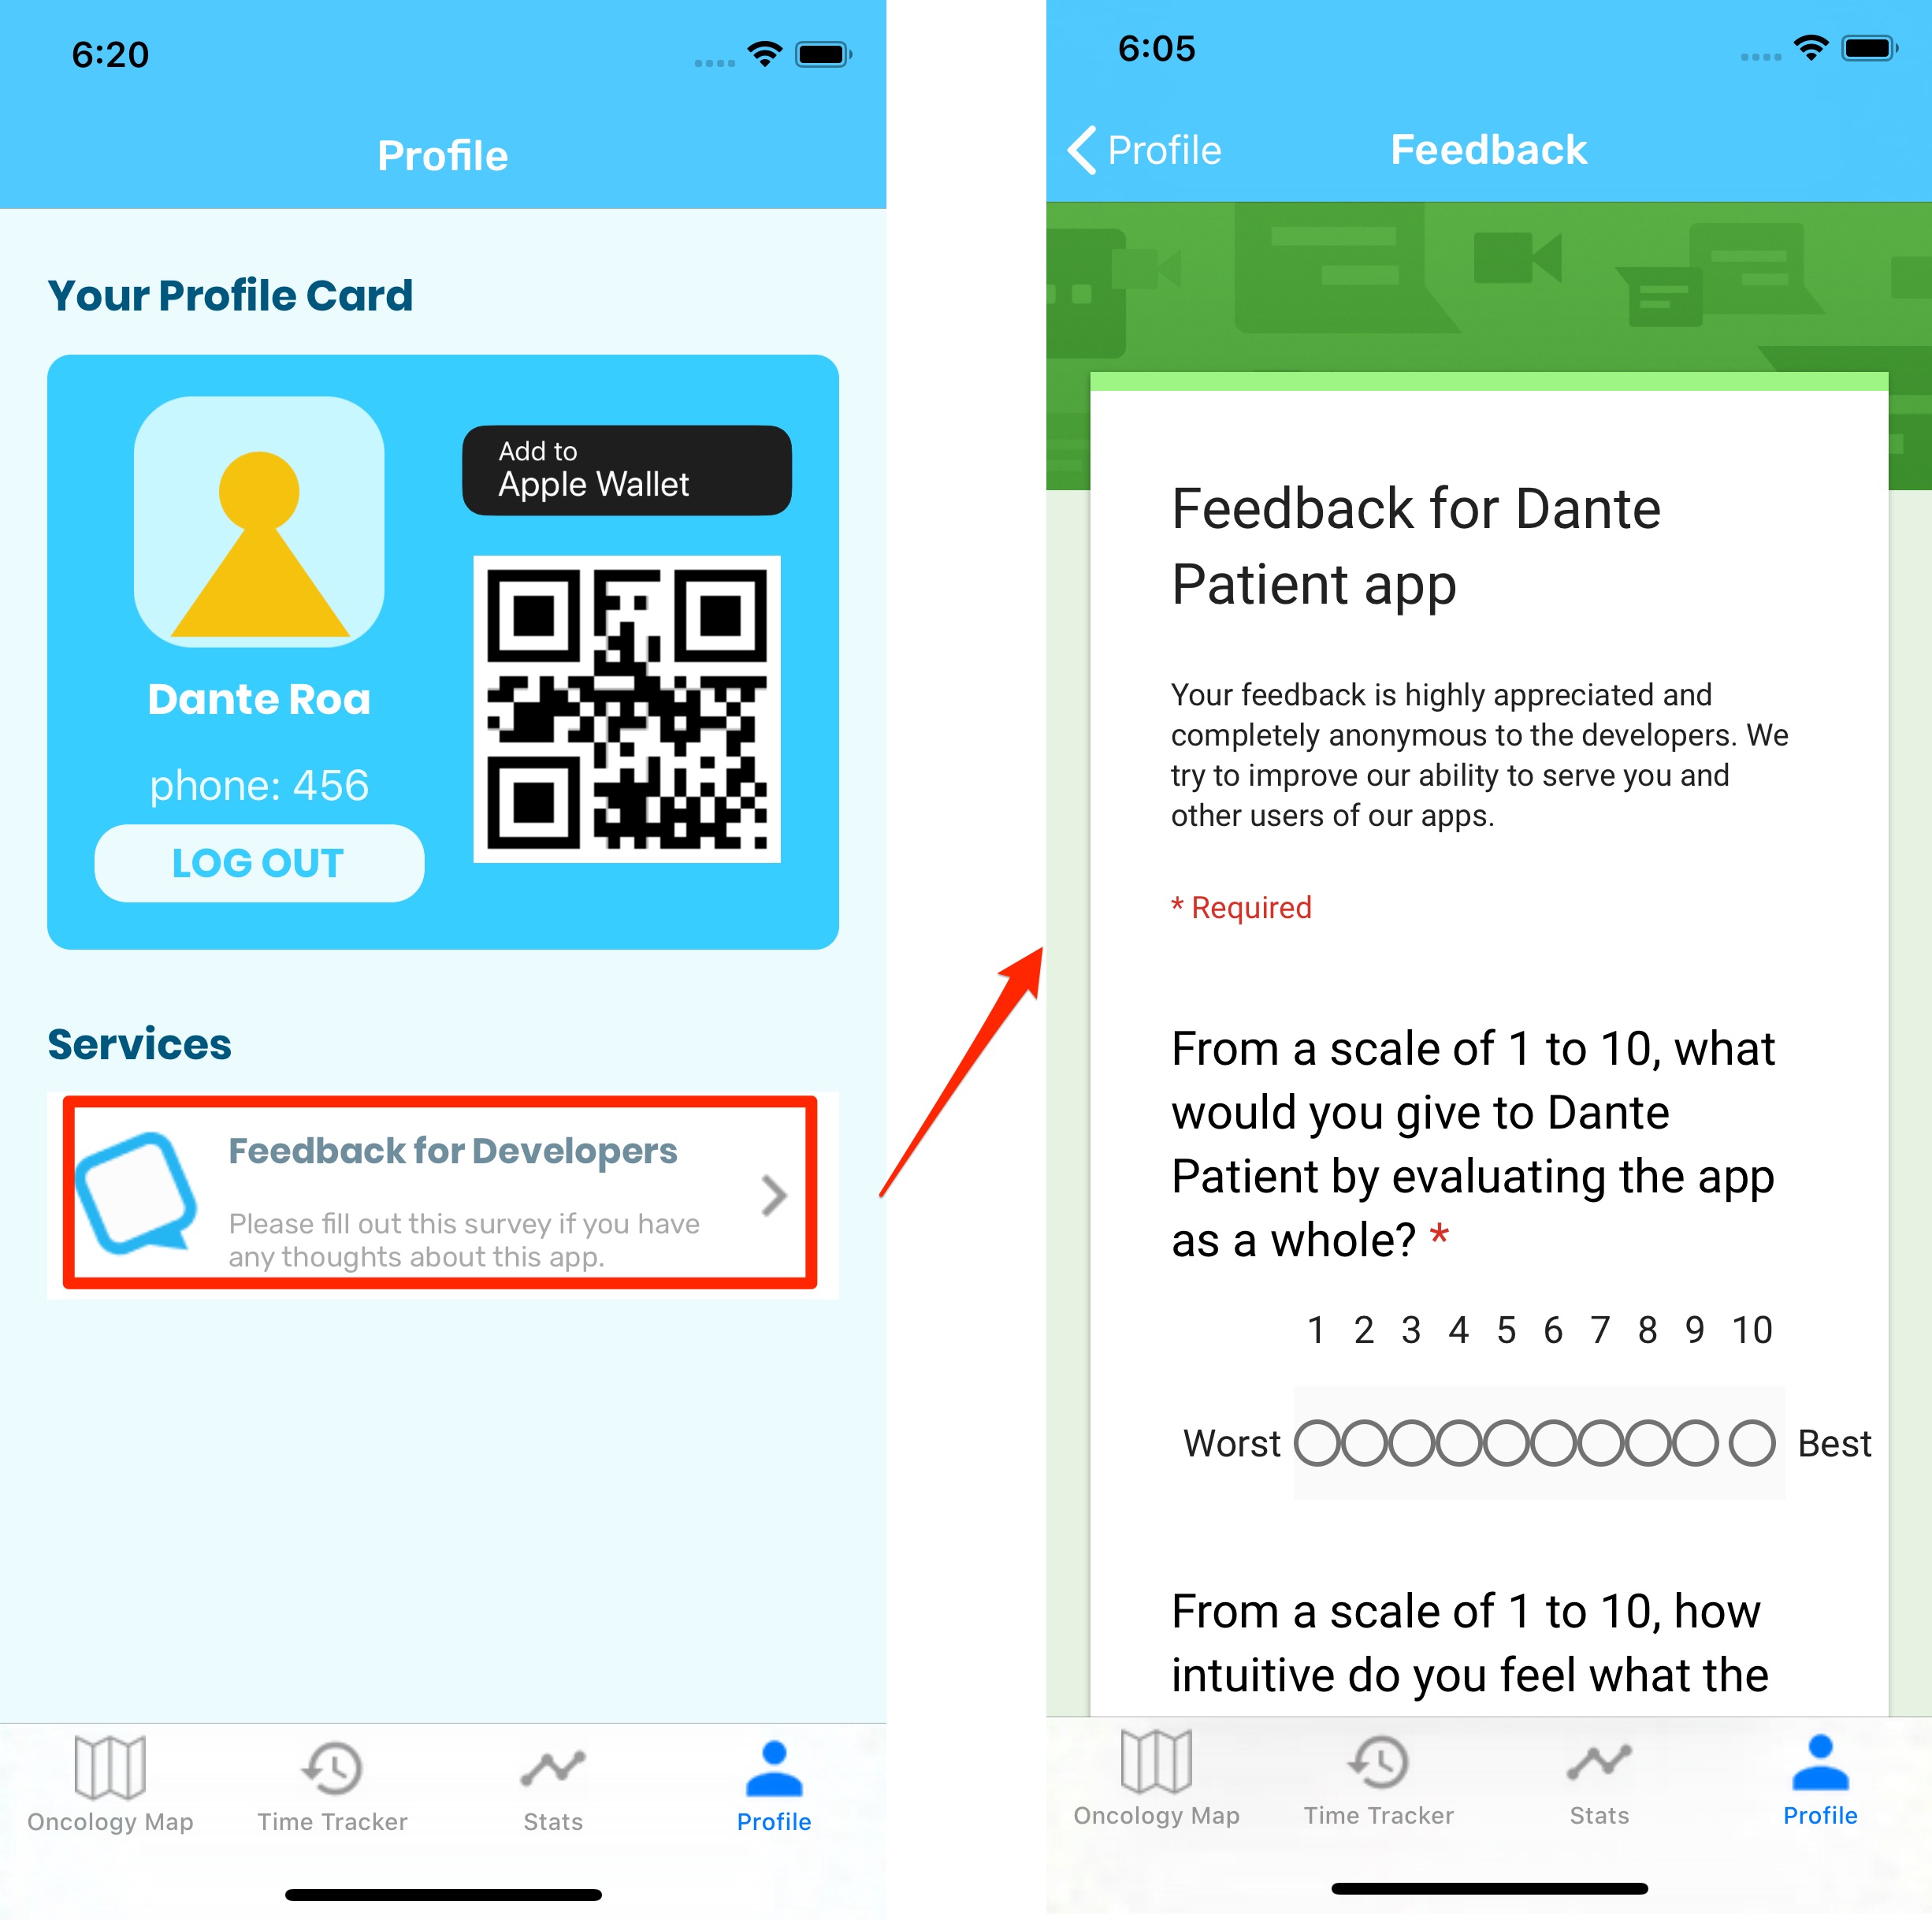 6:20
Profile
Your Profile Card
Add to
Apple Wallet
Dante Roa
phone: 456
LOG OUT
Services
Feedback for Developers
Please fill out this survey if you have
any thoughts about this app.
Oncology Map
Time Tracker
Stats
Profile
6:05
Profile
Feedback
Feedback for Dante
Patient app
Your feedback is highly appreciated and
completely anonymous to the developers. We
try to improve our ability to serve you and
other users of our apps.
* Required
From a scale of 1 to 10, what
would you give to Dante
Patient by evaluating the app
as a whole? *
1 2 3 4 5 6 7 8 9 10
Worst Best
From a scale of 1 to 10, how
intuitive do you feel what the
Oncology Map
Time Tracker
Stats
Profile